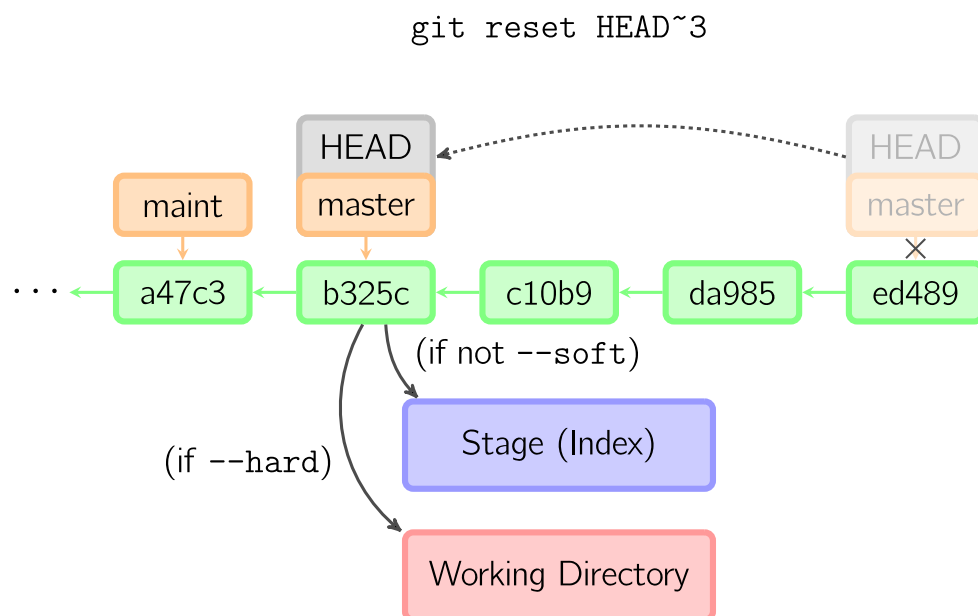 git reset HEAD~3
HEAD
HEAD
maint
master
master
...
a47c3
b325c
c10b9
da985
ed489
(if not --soft)
Stage (Index)
(if --hard)
Working Directory